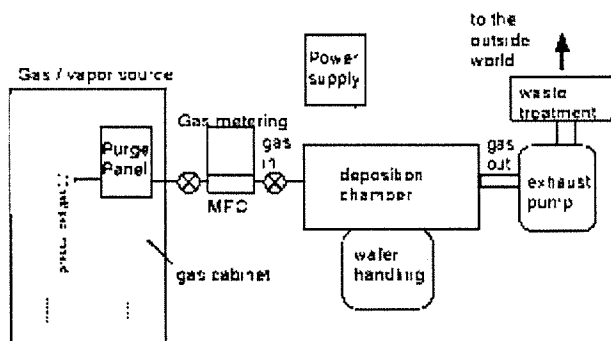 to the
outside
world
Power
supply
Gas / vapor source
waste
treatment
Gas metering
gas
in
Purge
Panel
MFC
deposition
chamber
gas
out
exhaust
pump
wafer
handling
gas cabinet